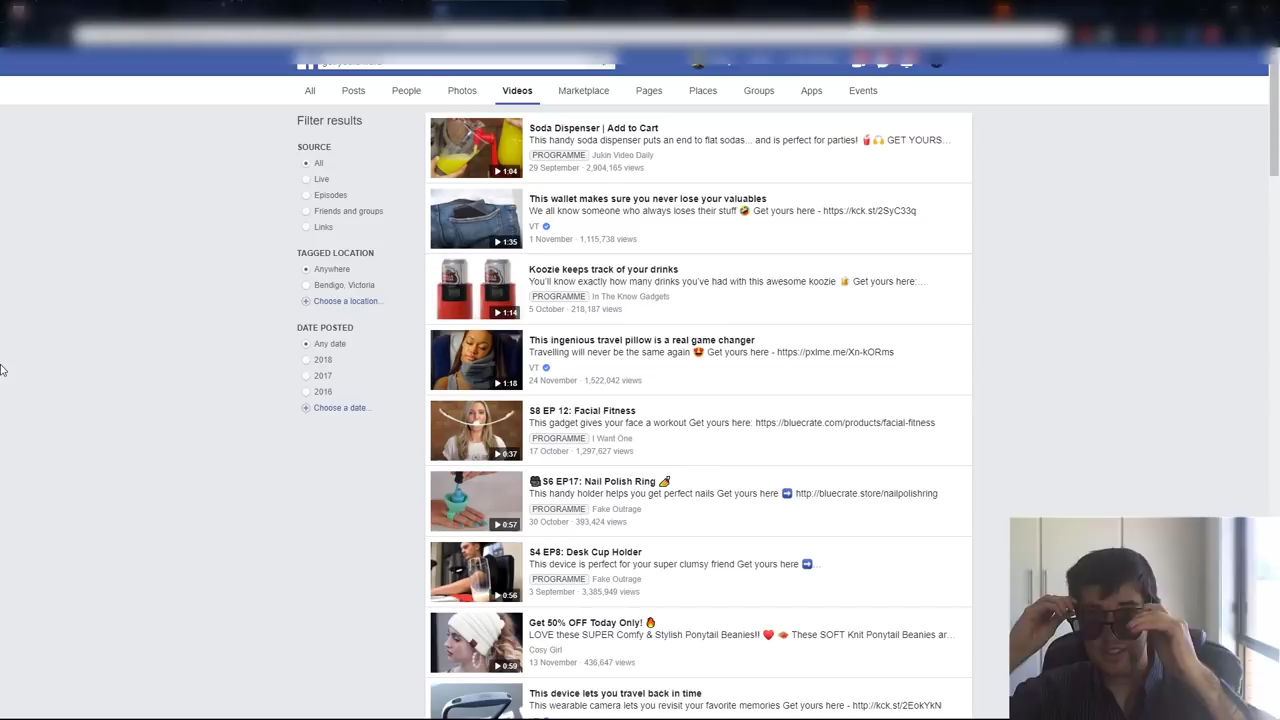 All Posts People Photos Videos Marketplace Pages Places Groups Apps Events
Filter results
SOURCE
All
Live
Episodes
Friends and groups
Links
TAGGED LOCATION
Anywhere
Bendigo, Victoria
Choose a location...
DATE POSTED
Any date
2018
2017
2016
Choose a date...
Soda Dispenser | Add to Cart
This handy soda dispenser puts an end to flat sodas... and is perfect for parties! 🥤🙌 GET YOURS...
PROGRAMME Jukin Video Daily
29 September · 2,904,165 views
1:04
This wallet makes sure you never lose your valuables
We all know someone who always loses their stuff 🤣 Get yours here - https://kck.st/2SyC33q
VT
1 November · 1,115,738 views
1:35
Koozie keeps track of your drinks
You'll know exactly how many drinks you've had with this awesome koozie 🍻 Get yours here:...
PROGRAMME In The Know Gadgets
5 October · 218,187 views
1:14
This ingenious travel pillow is a real game changer
Travelling will never be the same again 😍 Get yours here - https://pxlme.me/Xn-kORms
VT
24 November · 1,522,042 views
1:18
S8 EP 12: Facial Fitness
This gadget gives your face a workout Get yours here: https://bluecrate.com/products/facial-fitness
PROGRAMME I Want One
17 October · 1,297,627 views
0:37
S6 EP17: Nail Polish Ring 💅
This handy holder helps you get perfect nails Get yours here ➡ http://bluecrate.store/nailpolishring
PROGRAMME Fake Outrage
30 October · 393,424 views
0:57
S4 EP8: Desk Cup Holder
This device is perfect for your super clumsy friend Get yours here ➡...
PROGRAMME Fake Outrage
3 September · 3,385,949 views
0:56
Get 50% OFF Today Only! 🔥
LOVE these SUPER Comfy & Stylish Ponytail Beanies!! ❤ These SOFT Knit Ponytail Beanies ar...
Cosy Girl
13 November · 436,647 views
0:59
This device lets you travel back in time
This wearable camera lets you revisit your favorite memories Get yours here - http://kck.st/2EokYkN